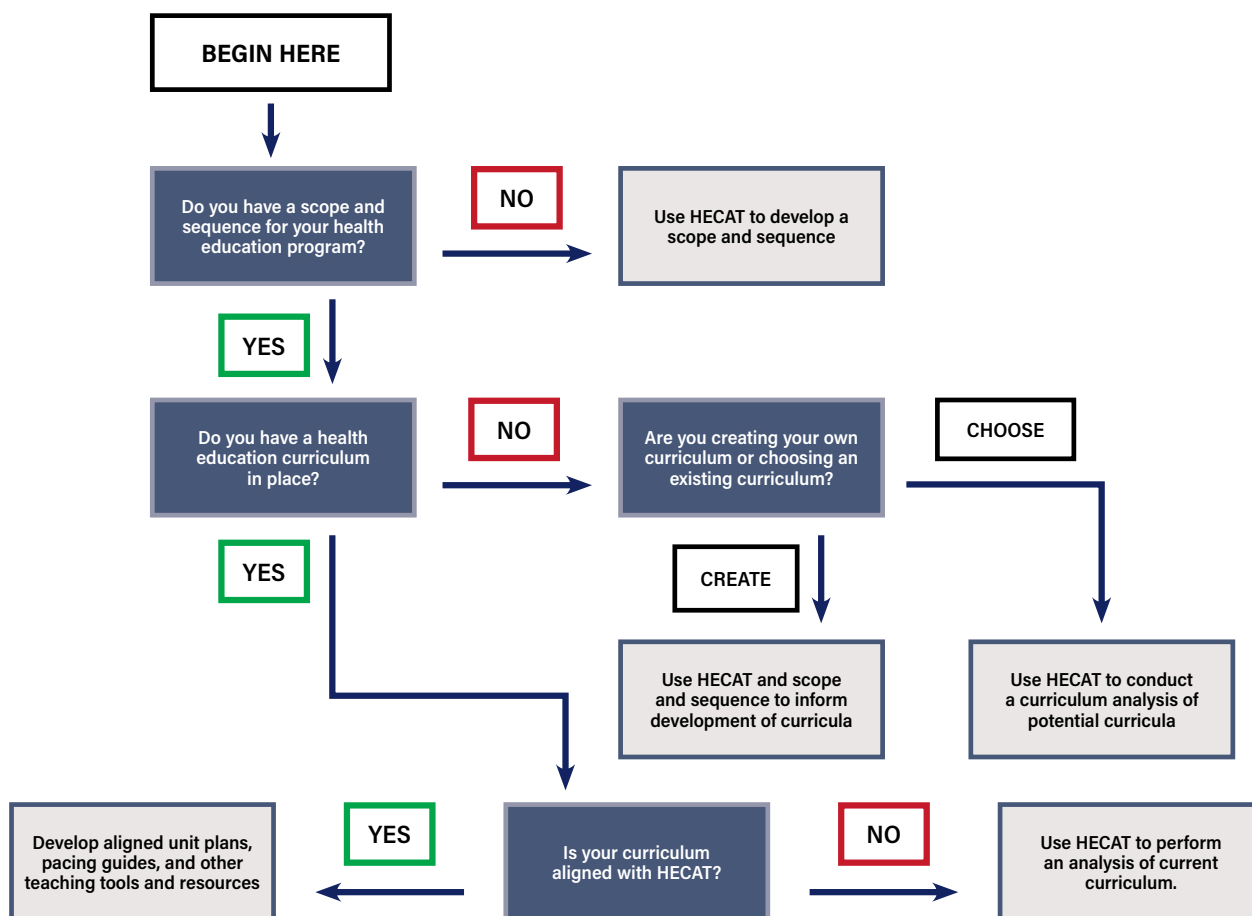 BEGIN HERE
Do you have a scope and
sequence for your health
education program?
NO
Use HECAT to develop a
scope and sequence
YES
Do you have a health
education curriculum
in place?
NO
Are you creating your own
curriculum or choosing an
existing curriculum?
CHOOSE
YES
CREATE
Use HECAT and scope
and sequence to inform
development of curricula
Use HECAT to conduct
a curriculum analysis of
potential curricula
Develop aligned unit plans,
pacing guides, and other
teaching tools and resources
YES
Is your curriculum
aligned with HECAT?
NO
Use HECAT to perform
an analysis of current
curriculum.